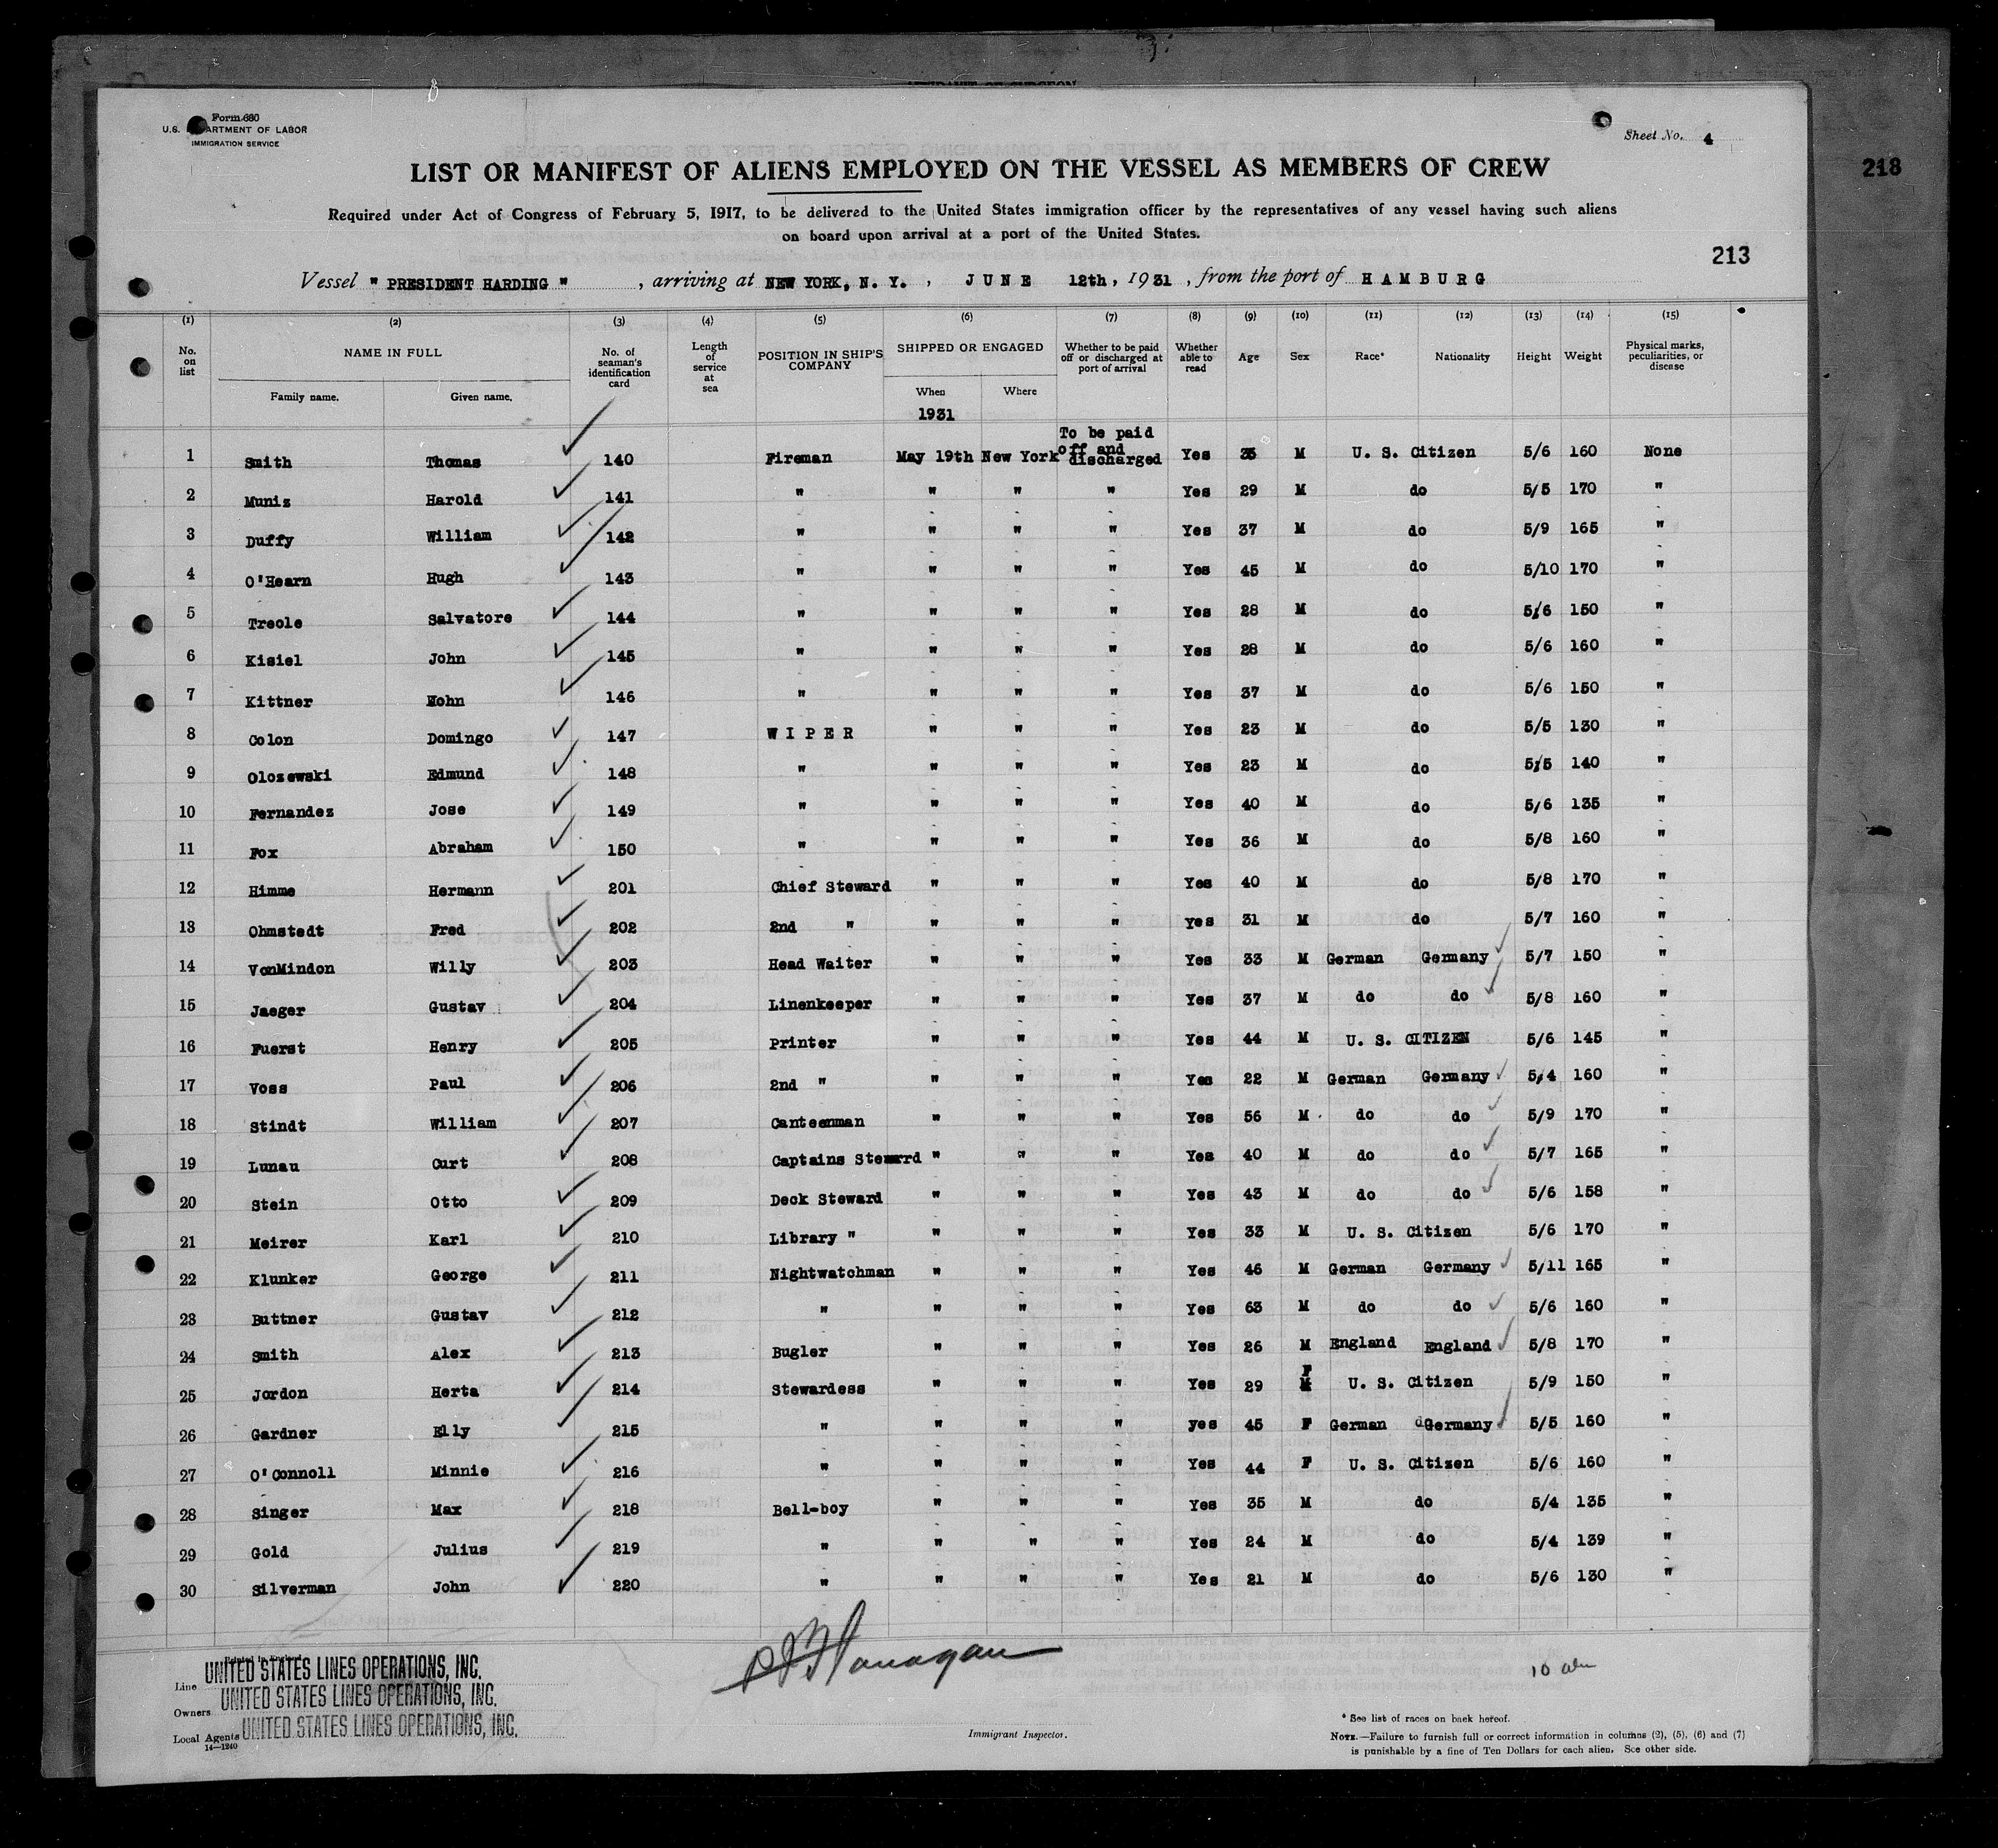 Form 680
U.S. DEPARTMENT OF LABOR
IMMIGRATION SERVICE
Sheet No. 4
218
LIST OR MANIFEST OF ALIENS EMPLOYED ON THE VESSEL AS MEMBERS OF CREW
Required under Act of Congress of February 5, 1917, to be delivered to the United States immigration officer by the representatives of any vessel having such aliens
on board upon arrival at a port of the United States.
213
Vessel " PRESIDENT HARDING " , arriving at NEW YORK, N. Y. , JUNE 12th, 1931 , from the port of HAMBURG
(1) (2) (3) (4) (5) (6) (7) (8) (9) (10) (11) (12) (13) (14) (15)
No. on list NAME IN FULL Family name. Given name. No. of seaman's identification card Length of service at sea POSITION IN SHIP'S COMPANY SHIPPED OR ENGAGED When Where Whether to be paid off or discharged at port of arrival Whether able to read Age Sex Race* Nationality Height Weight Physical marks, peculiarities, or disease
1931
1 Smith Thomas 140 Fireman May 19th New York To be paid off and discharged Yes 35 M U. S. Citizen 5/6 160 None
2 Muniz Harold 141 " " " " Yes 29 M do 5/5 170 "
3 Duffy William 142 " " " " Yes 37 M do 5/9 165 "
4 O'Hearn Hugh 143 " " " " Yes 45 M do 5/10 170 "
5 Treole Salvatore 144 " " " " Yes 28 M do 5/6 150 "
6 Kisiel John 145 " " " " Yes 28 M do 5/6 160 "
7 Kittner 146 " " " " Yes 37 M do 5/6 150 "
8 Colon Domingo 147 WIPER " " " Yes 23 M do 5/5 130 "
9 Olozewski Edmund 148 " " " " Yes 23 M do 5/5 140 "
10 Fernandez Jose 149 " " " " Yes 40 M do 5/6 135 "
11 Fox Abraham 150 " " " " Yes 36 M do 5/8 160 "
12 Himme Hermann 201 Chief Steward " " " Yes 40 M do 5/8 170 "
13 Ohmstedt Fred 202 2nd " " " " yes 31 M do 5/7 160 "
14 VonMindon Willy 203 Head Waiter " " " Yes 33 M German Germany 5/7 150 "
15 Jaeger Gustav 204 Linenkeeper " " " Yes 37 M do do 5/8 160 "
16 Fuerst Henry 205 Printer " " " Yes 44 M U. S. CITIZEN 5/6 145 "
17 Voss Paul 206 2nd " " " " Yes 22 M German Germany 5/4 160 "
18 Stindt William 207 Canteenman " " " Yes 56 M do do 5/9 170 "
19 Lunau Curt 208 Captains Steward " " " Yes 40 M do do 5/7 165 "
20 Stein Otto 209 Deck Steward " " " Yes 43 M do do 5/6 158 "
21 Meirer Karl 210 Library " " " " Yes 33 M U. S. Citizen 5/6 170 "
22 Klunker George 211 Nightwatchman " " " Yes 46 M German Germany 5/11 165 "
23 Buttner Gustav 212 " " " " Yes 63 M do do 5/6 160 "
24 Smith Alex 213 Bugler " " " Yes 26 M England England 5/8 170 "
25 Jordon Herta 214 Stewardess " " " Yes 29 F U. S. Citizen 5/9 150 "
26 Gardner Elly 215 " " " " yes 45 F German Germany 5/5 160 "
27 O'Connoll Minnie 216 " " " " Yes 44 F U. S. Citizen 5/6 160 "
28 Singer Max 218 Bell-boy " " " Yes 35 M do 5/4 135 "
29 Gold Julius 219 " " " " Yes 24 M do 5/4 139 "
30 Silverman John 220 " " " " Yes 21 M do 5/6 130 "
Line UNITED STATES LINES OPERATIONS, INC.
Owners UNITED STATES LINES OPERATIONS, INC.
Local Agents UNITED STATES LINES OPERATIONS, INC.
14—1240
Flanagan
Immigrant Inspector.
10
* See list of races on back hereof.
NOTE.—Failure to furnish full or correct information in columns (2), (5), (6) and (7)
is punishable by a fine of Ten Dollars for each alien. See other side.